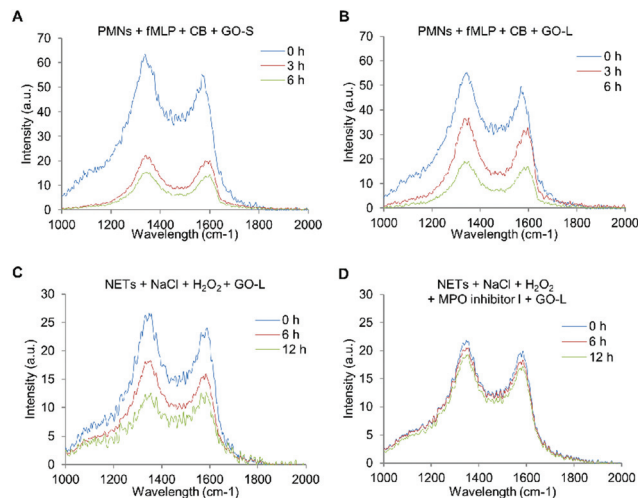 A
PMNs + fMLP + CB + GO-S
70
60
50
40
30
20
10
0
Intensity (a.u.)
0 h
3 h
6 h
1000 1200 1400 1600 1800 2000
Wavelength (cm-1)
B
PMNs + fMLP + CB + GO-L
70
60
50
40
30
20
10
0
Intensity (a.u.)
0 h
3 h
6 h
1000 1200 1400 1600 1800 2000
Wavelength (cm-1)
C
NETs + NaCl + H₂O₂ + GO-L
30
25
20
15
10
5
0
Intensity (a.u.)
0 h
6 h
12 h
1000 1200 1400 1600 1800 2000
Wavelength (cm-1)
D
NETs + NaCl + H₂O₂
+ MPO inhibitor I + GO-L
30
25
20
15
10
5
0
Intensity (a.u.)
0 h
6 h
12 h
1000 1200 1400 1600 1800 2000
Wavelength (cm-1)